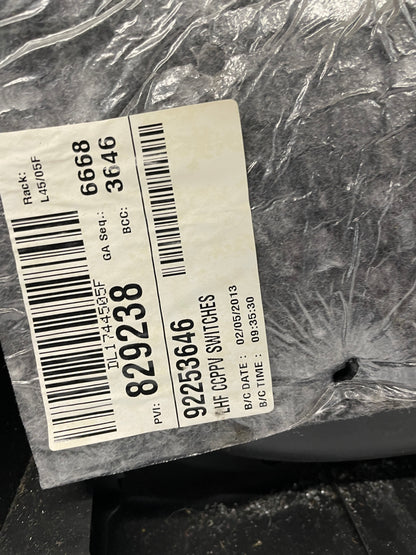 Rack:
L45/05F
DL1744505F
GA Seq.: 6668
BCC: 3646
PVI: 829238
92253646
LHF CCPPV SWITCHES
B/C DATE : 02/05/2013
B/C TIME : 09:35:30